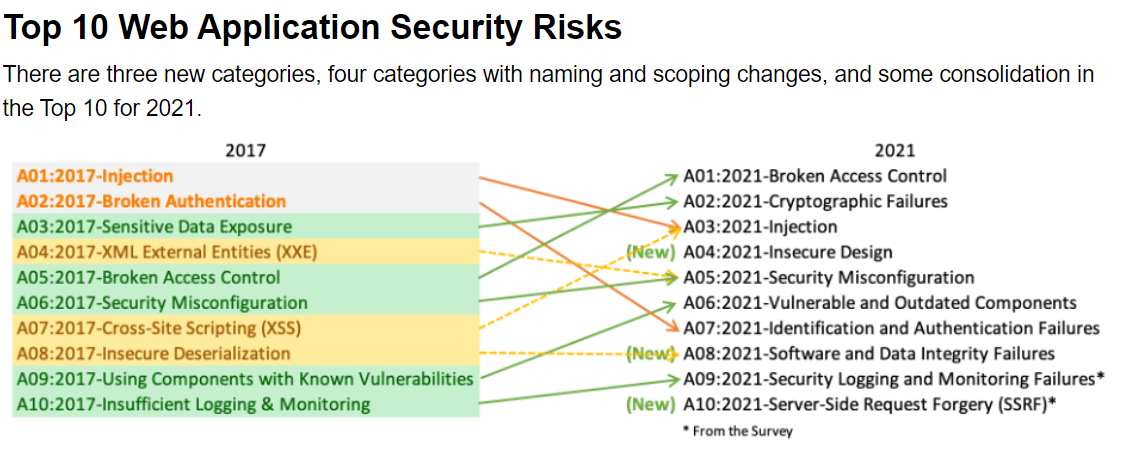 Top 10 Web Application Security Risks
There are three new categories, four categories with naming and scoping changes, and some consolidation in
the Top 10 for 2021.
2017
A01:2017-Injection
A02:2017-Broken Authentication
A03:2017-Sensitive Data Exposure
A04:2017-XML External Entities (XXE)
A05:2017-Broken Access Control
A06:2017-Security Misconfiguration
A07:2017-Cross-Site Scripting (XSS)
A08:2017-Insecure Deserialization
A09:2017-Using Components with Known Vulnerabilities
A10:2017-Insufficient Logging & Monitoring
2021
A01:2021-Broken Access Control
A02:2021-Cryptographic Failures
A03:2021-Injection
(New) A04:2021-Insecure Design
A05:2021-Security Misconfiguration
A06:2021-Vulnerable and Outdated Components
A07:2021-Identification and Authentication Failures
(New) A08:2021-Software and Data Integrity Failures
A09:2021-Security Logging and Monitoring Failures*
(New) A10:2021-Server-Side Request Forgery (SSRF)*
* From the Survey